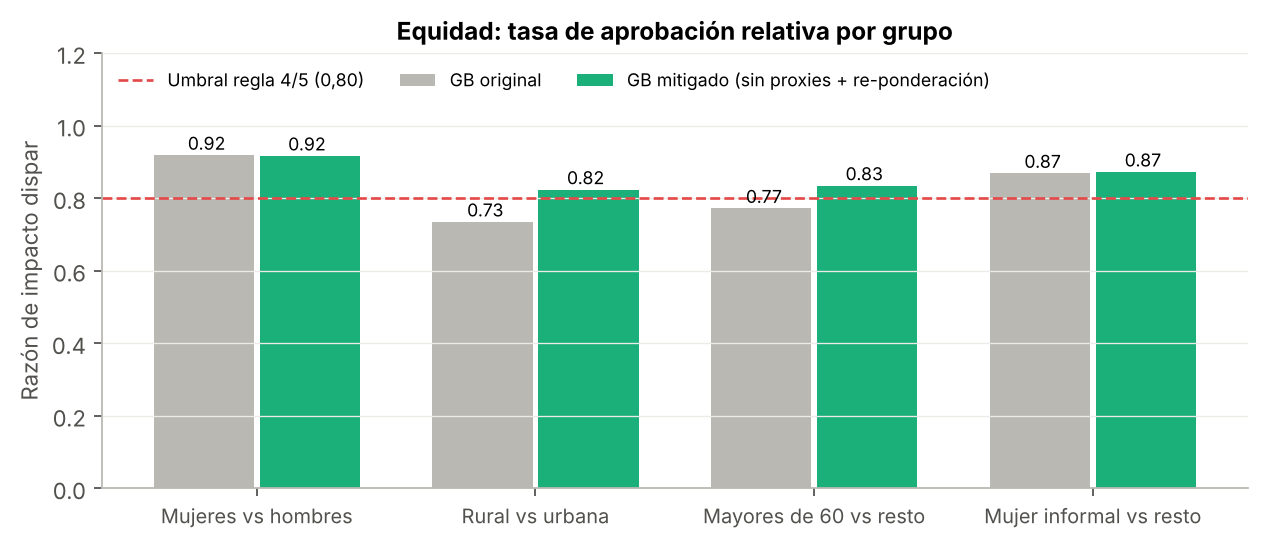 Equidad: tasa de aprobación relativa por grupo
Umbral regla 4/5 (0,80)
GB original
GB mitigado (sin proxies + re-ponderación)
Razón de impacto dispar
1.2
1.0
0.8
0.6
0.4
0.2
0.0
0.92
0.92
0.73
0.82
0.77
0.83
0.87
0.87
Mujeres vs hombres
Rural vs urbana
Mayores de 60 vs resto
Mujer informal vs resto